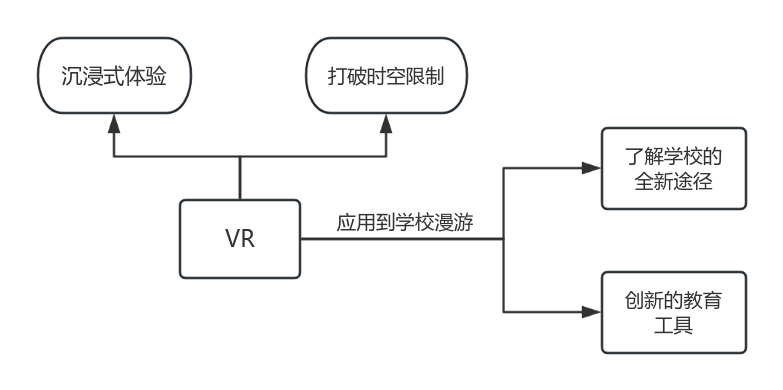 沉浸式体验
打破时空限制
了解学校的
全新途径
VR
应用到学校漫游
创新的教育
工具